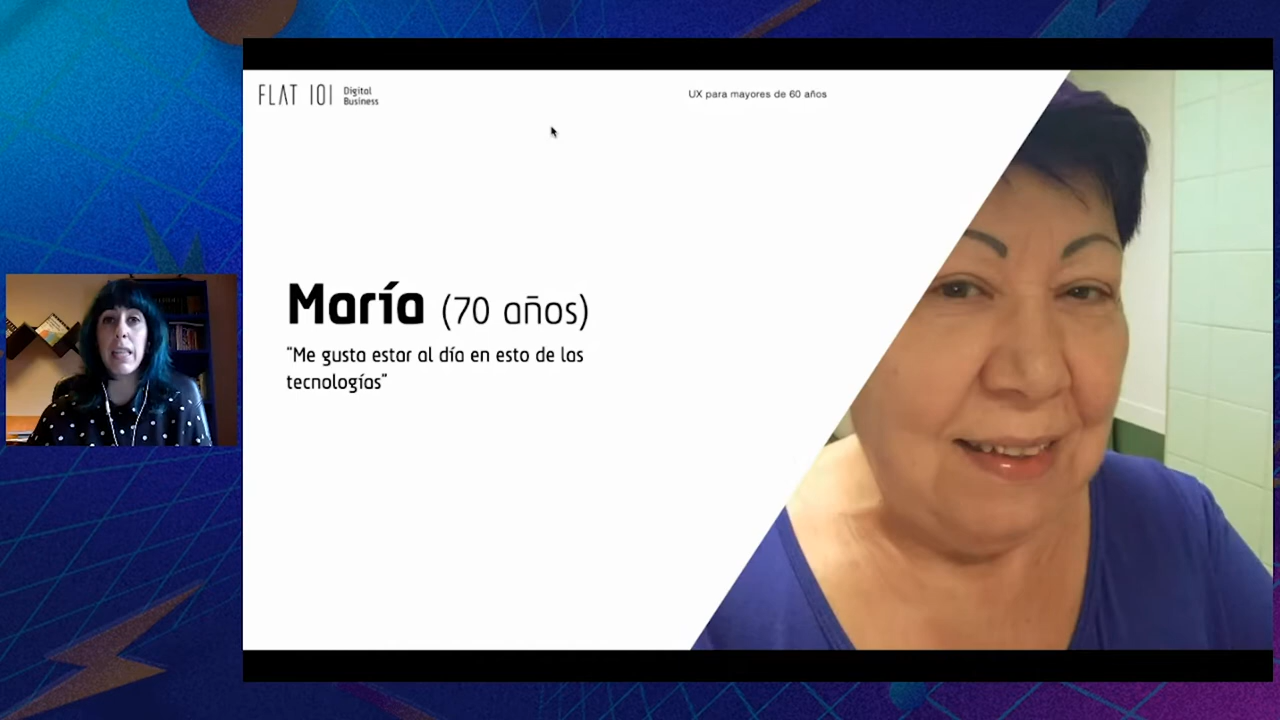 FLAT 101 Digital Business
UX para mayores de 60 años
María (70 años)
"Me gusta estar al día en esto de las
tecnologías"